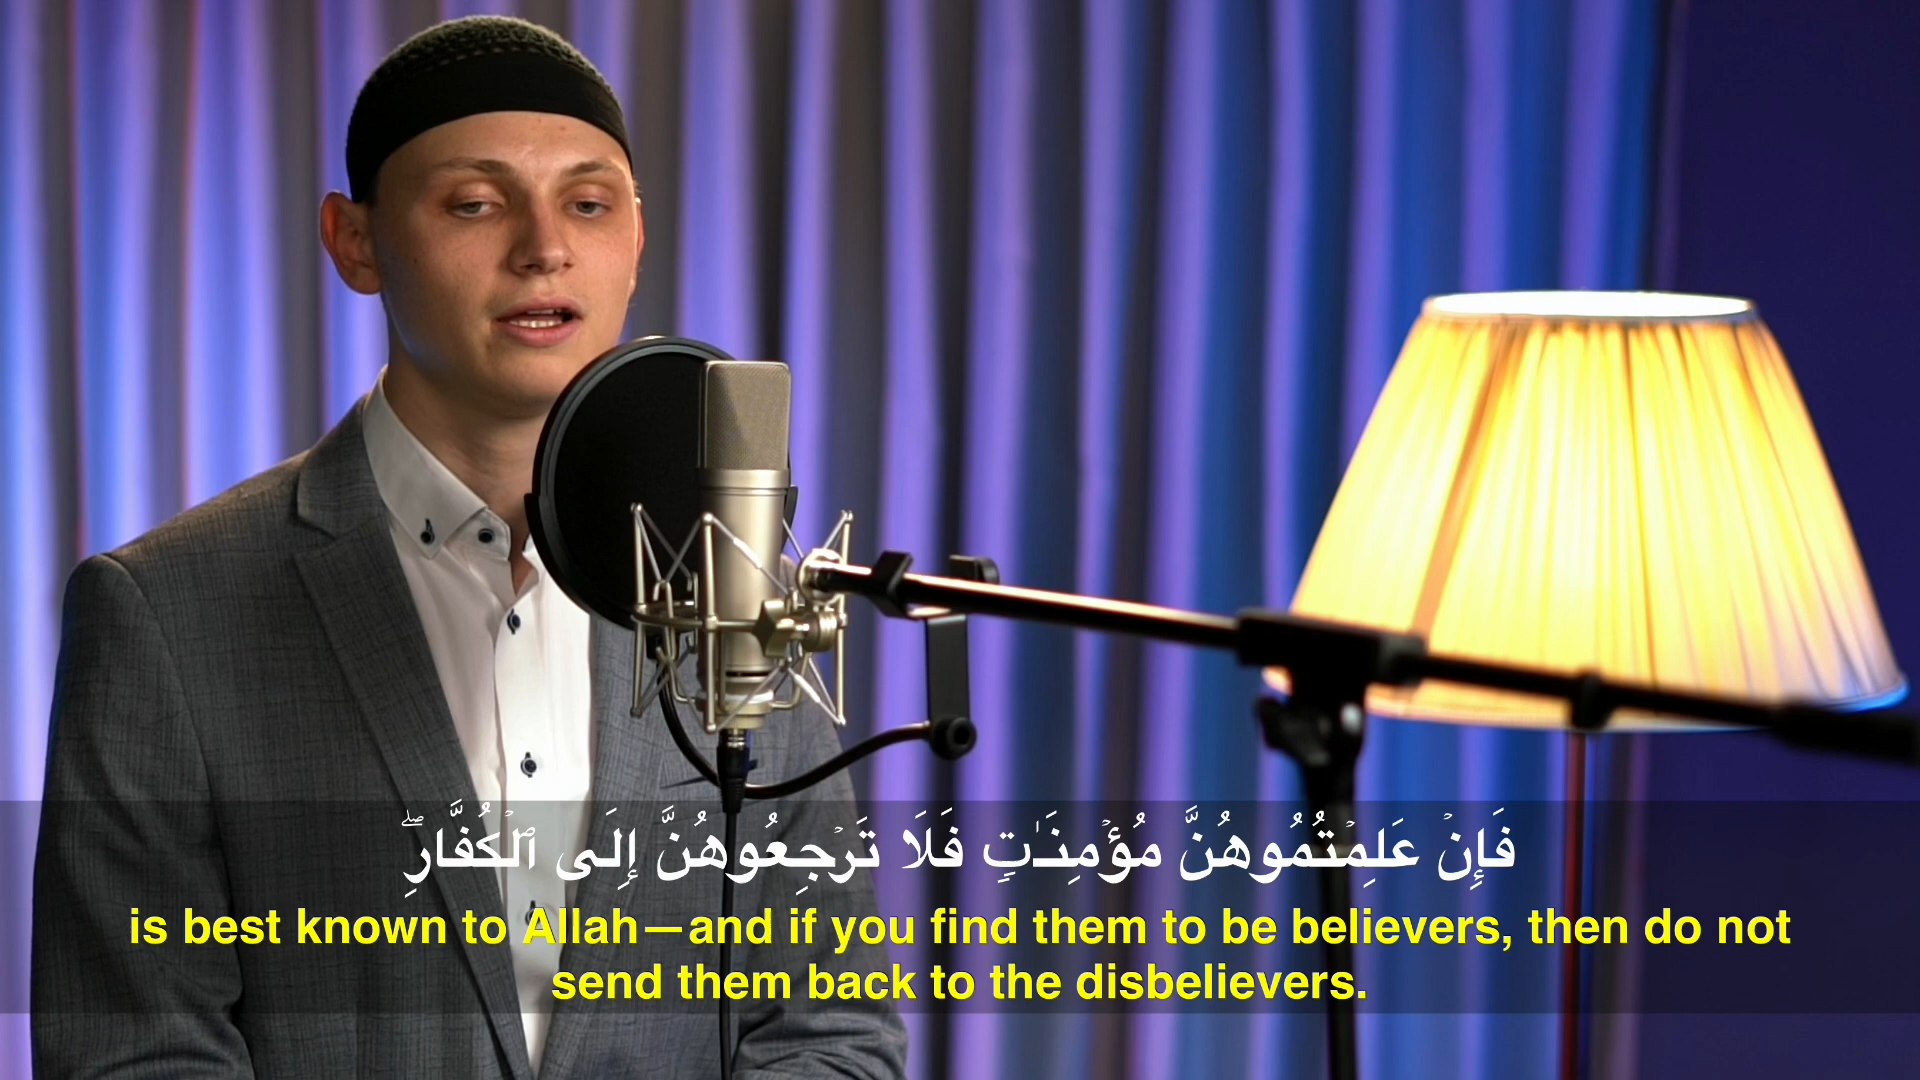 فَإِنۡ عَلِمۡتُمُوهُنَّ مُؤۡمِنَـٰتࣲ فَلَا تَرۡجِعُوهُنَّ إِلَى ٱلۡكُفَّارِۖ
is best known to Allah—and if you find them to be believers, then do not
send them back to the disbelievers.